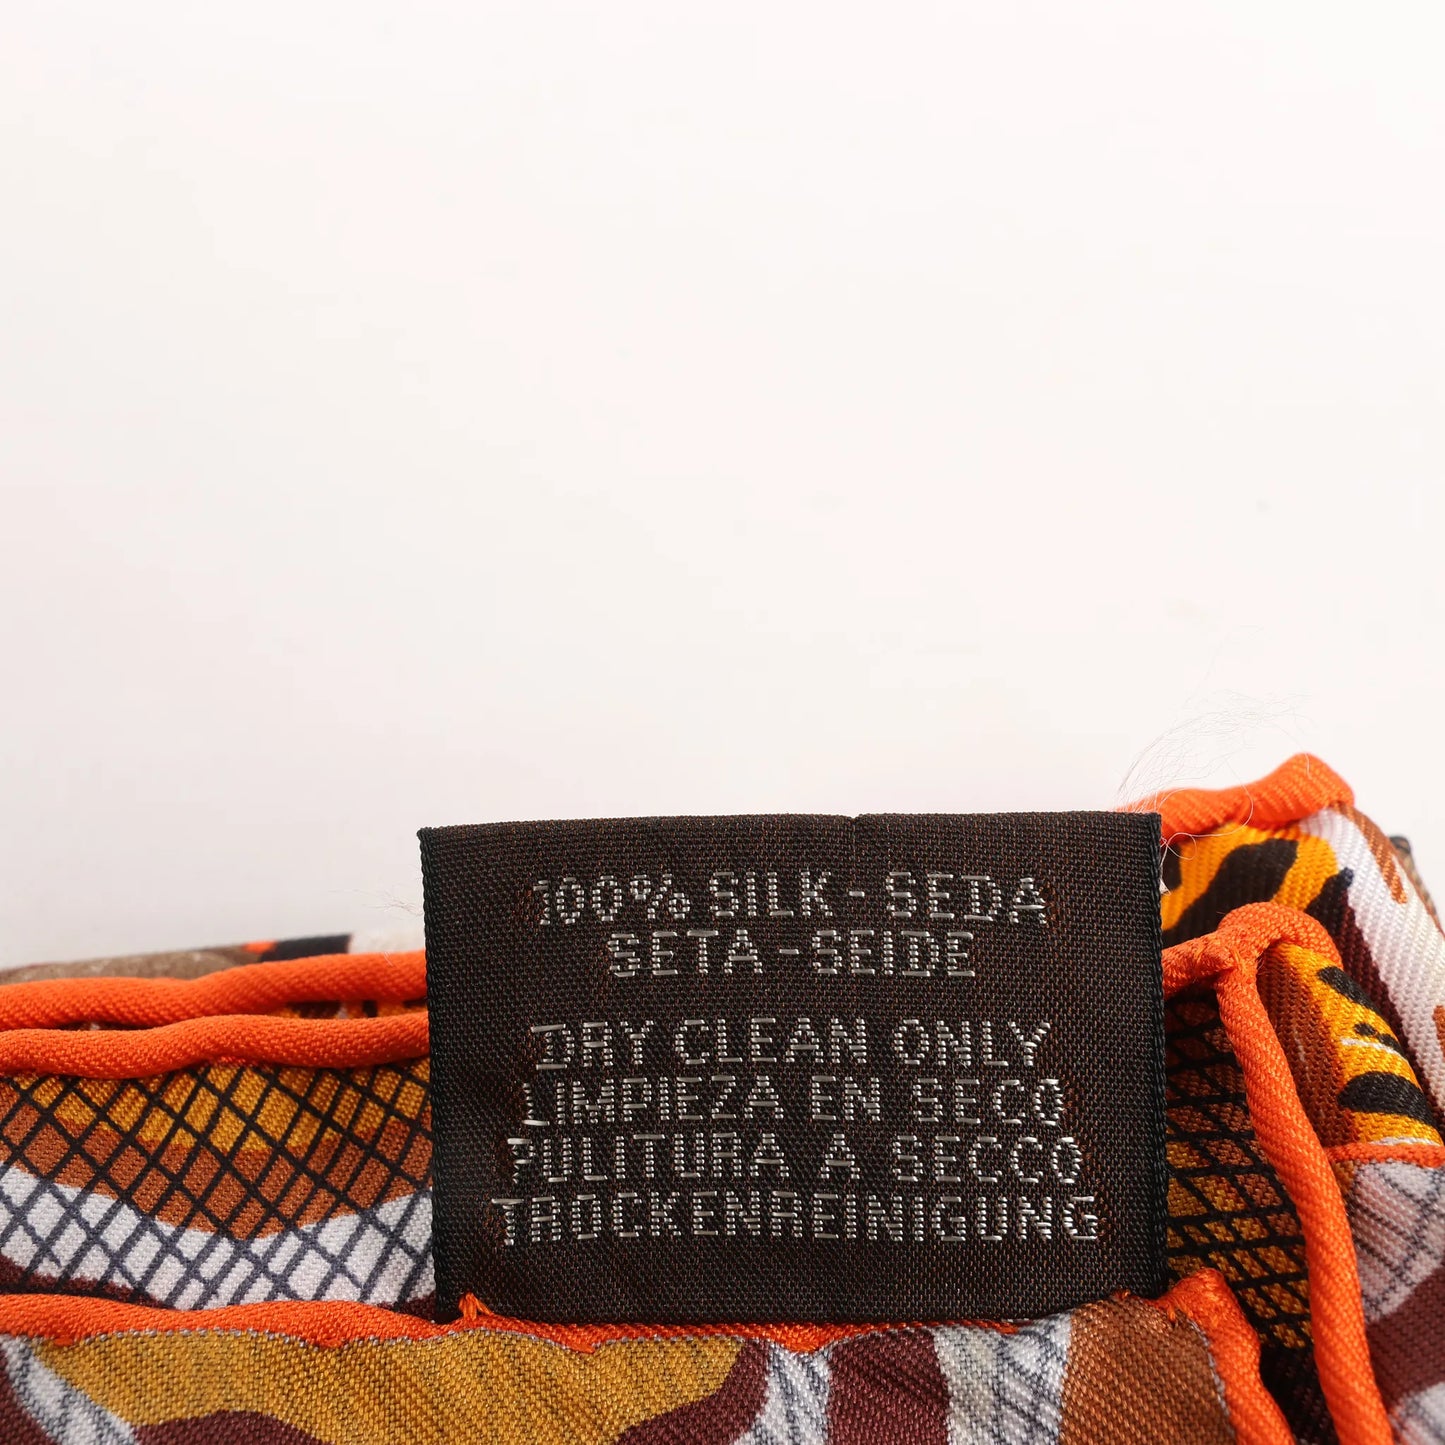 100% SILK - SEDA
SETA - SEIDE
DRY CLEAN ONLY
LIMPIEZA EN SECO
PULITURA A SECCO
TROCKENREINIGUNG